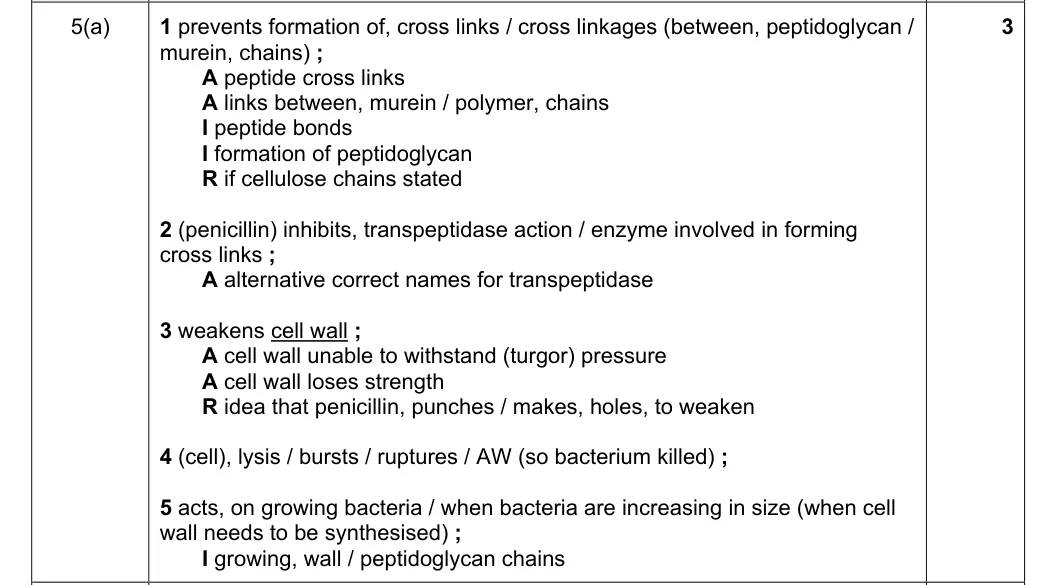 5(a)
1 prevents formation of, cross links / cross linkages (between, peptidoglycan /
murein, chains) ;
A peptide cross links
A links between, murein / polymer, chains
I peptide bonds
I formation of peptidoglycan
R if cellulose chains stated
2 (penicillin) inhibits, transpeptidase action / enzyme involved in forming
cross links ;
A alternative correct names for transpeptidase
3 weakens cell wall ;
A cell wall unable to withstand (turgor) pressure
A cell wall loses strength
R idea that penicillin, punches / makes, holes, to weaken
4 (cell), lysis / bursts / ruptures / AW (so bacterium killed) ;
5 acts, on growing bacteria / when bacteria are increasing in size (when cell
wall needs to be synthesised) ;
I growing, wall / peptidoglycan chains
3